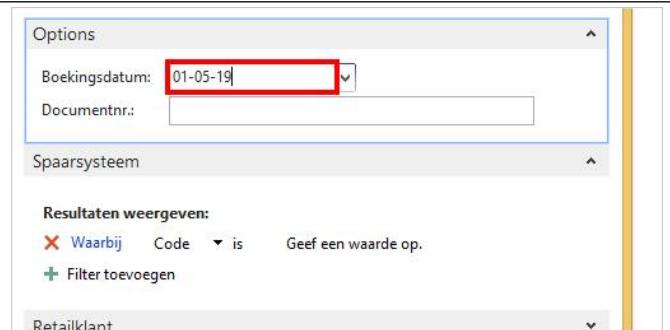 Options
Boekingsdatum: 01-05-19
Documentnr.:
Spaarsysteem
Resultaten weergeven:
Waarbij Code is Geef een waarde op.
Filter toevoegen
Retailklant